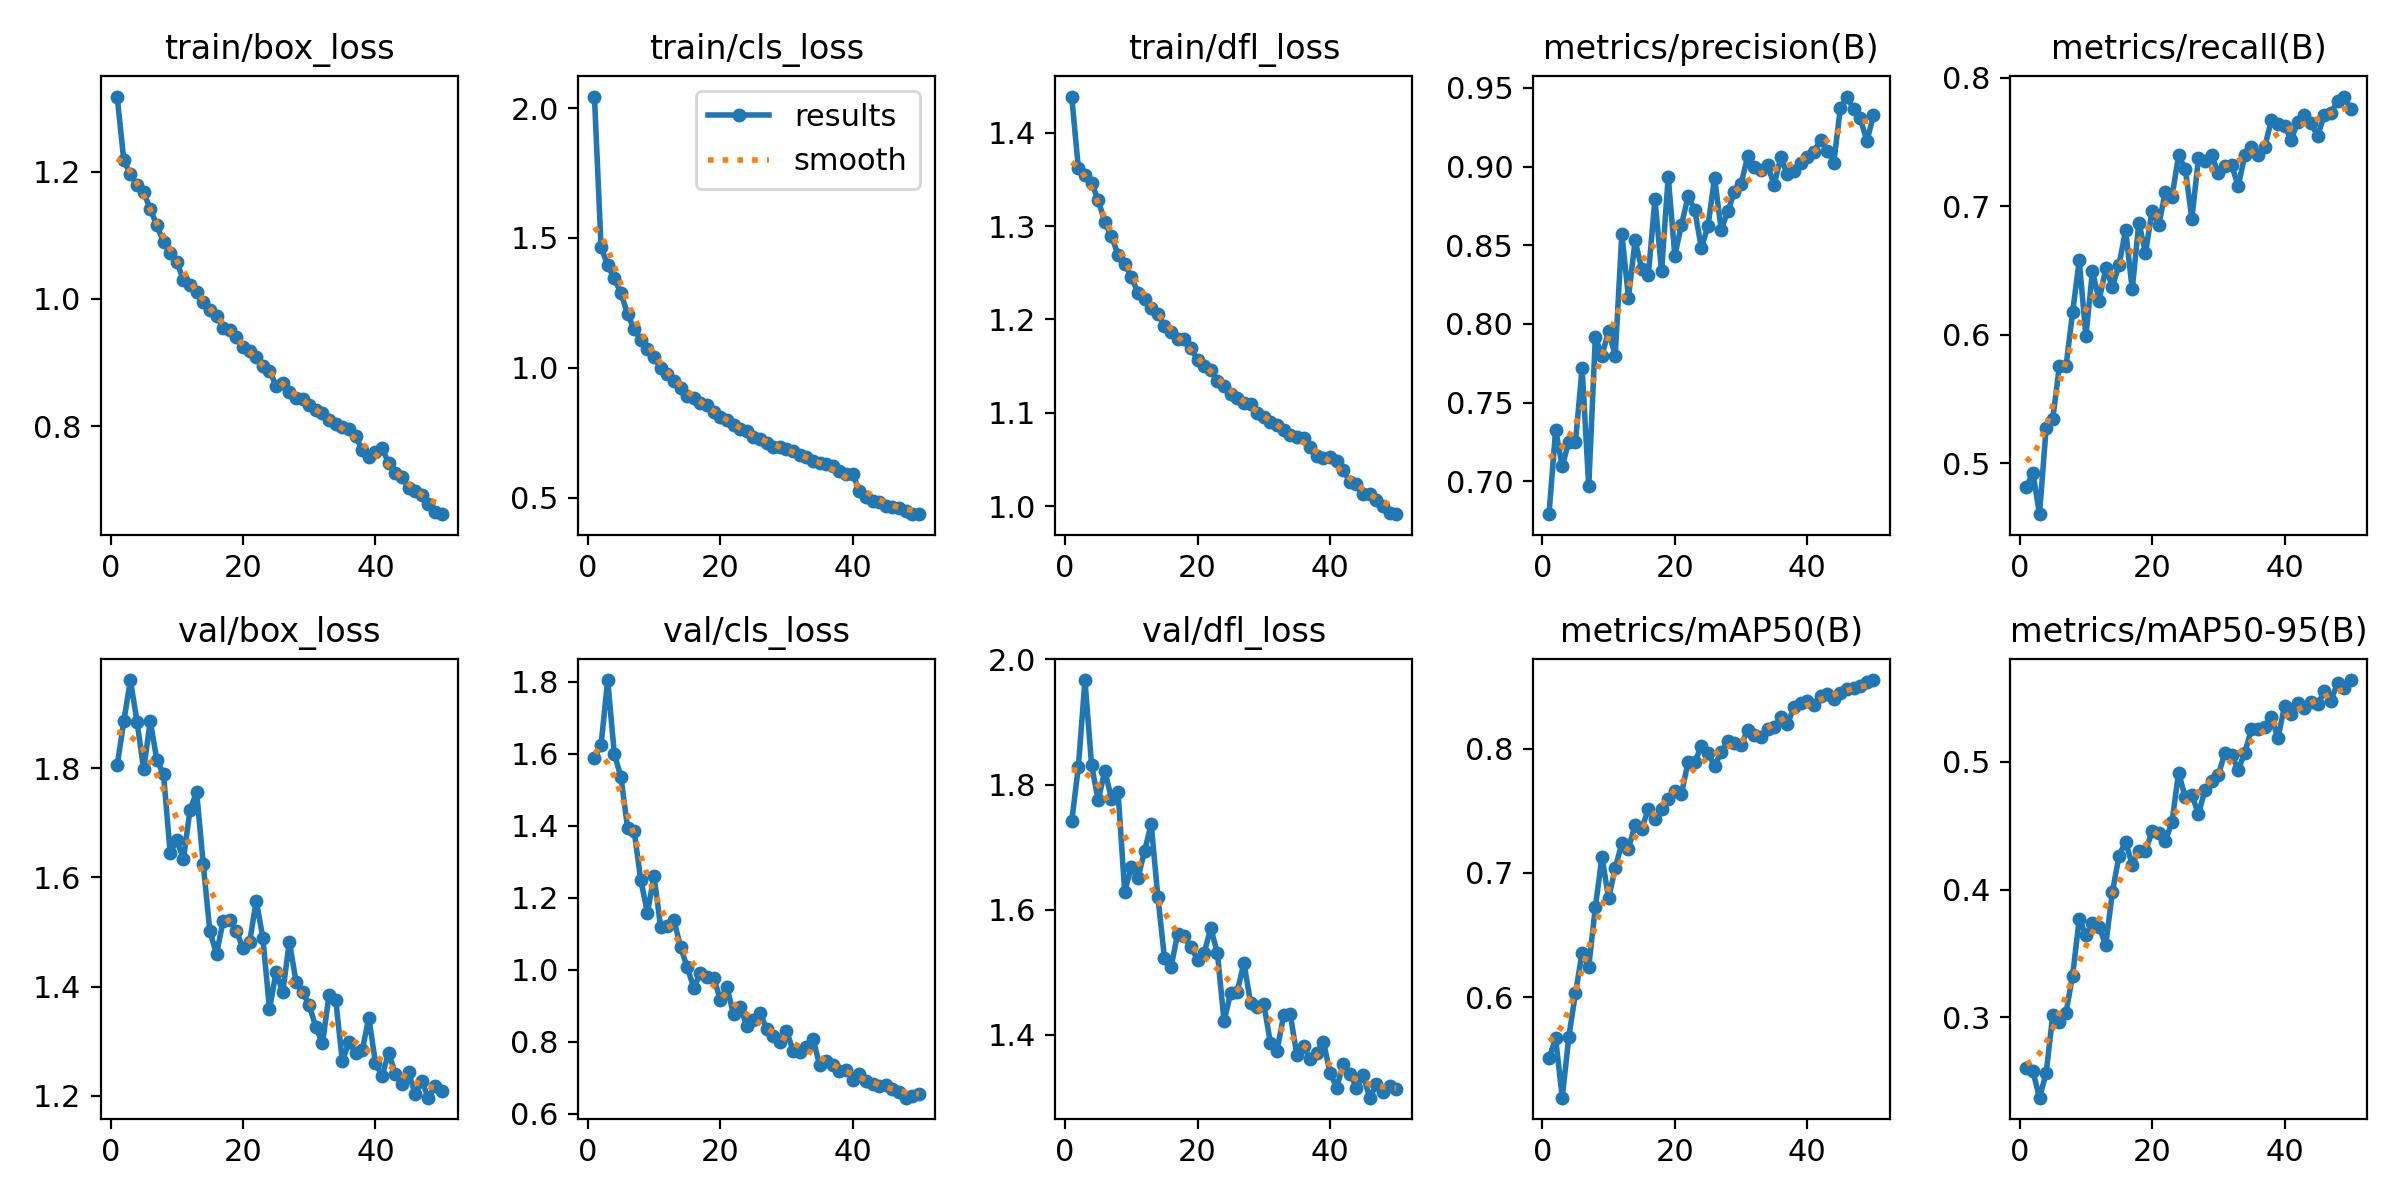 train/box_loss
train/cls_loss
train/dfl_loss
metrics/precision(B)
metrics/recall(B)
1.2
1.0
0.8
0 20 40
2.0
1.5
1.0
0.5
0 20 40
results
smooth
1.4
1.3
1.2
1.1
1.0
0 20 40
0.95
0.90
0.85
0.80
0.75
0.70
0 20 40
0.8
0.7
0.6
0.5
0 20 40
val/box_loss
val/cls_loss
val/dfl_loss
metrics/mAP50(B)
metrics/mAP50-95(B)
1.8
1.6
1.4
1.2
0 20 40
1.8
1.6
1.4
1.2
1.0
0.8
0.6
0 20 40
2.0
1.8
1.6
1.4
0 20 40
0.8
0.7
0.6
0 20 40
0.5
0.4
0.3
0 20 40